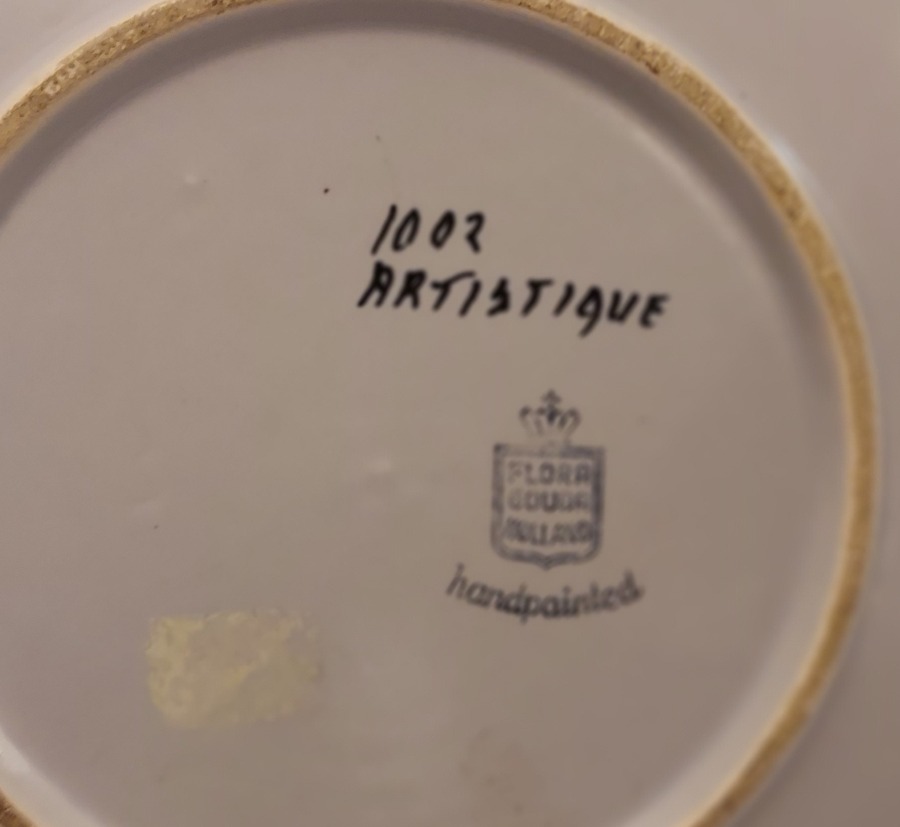 1002
ARTISTIQUE
FLORA
GOUDA
HOLLAND
handpainted